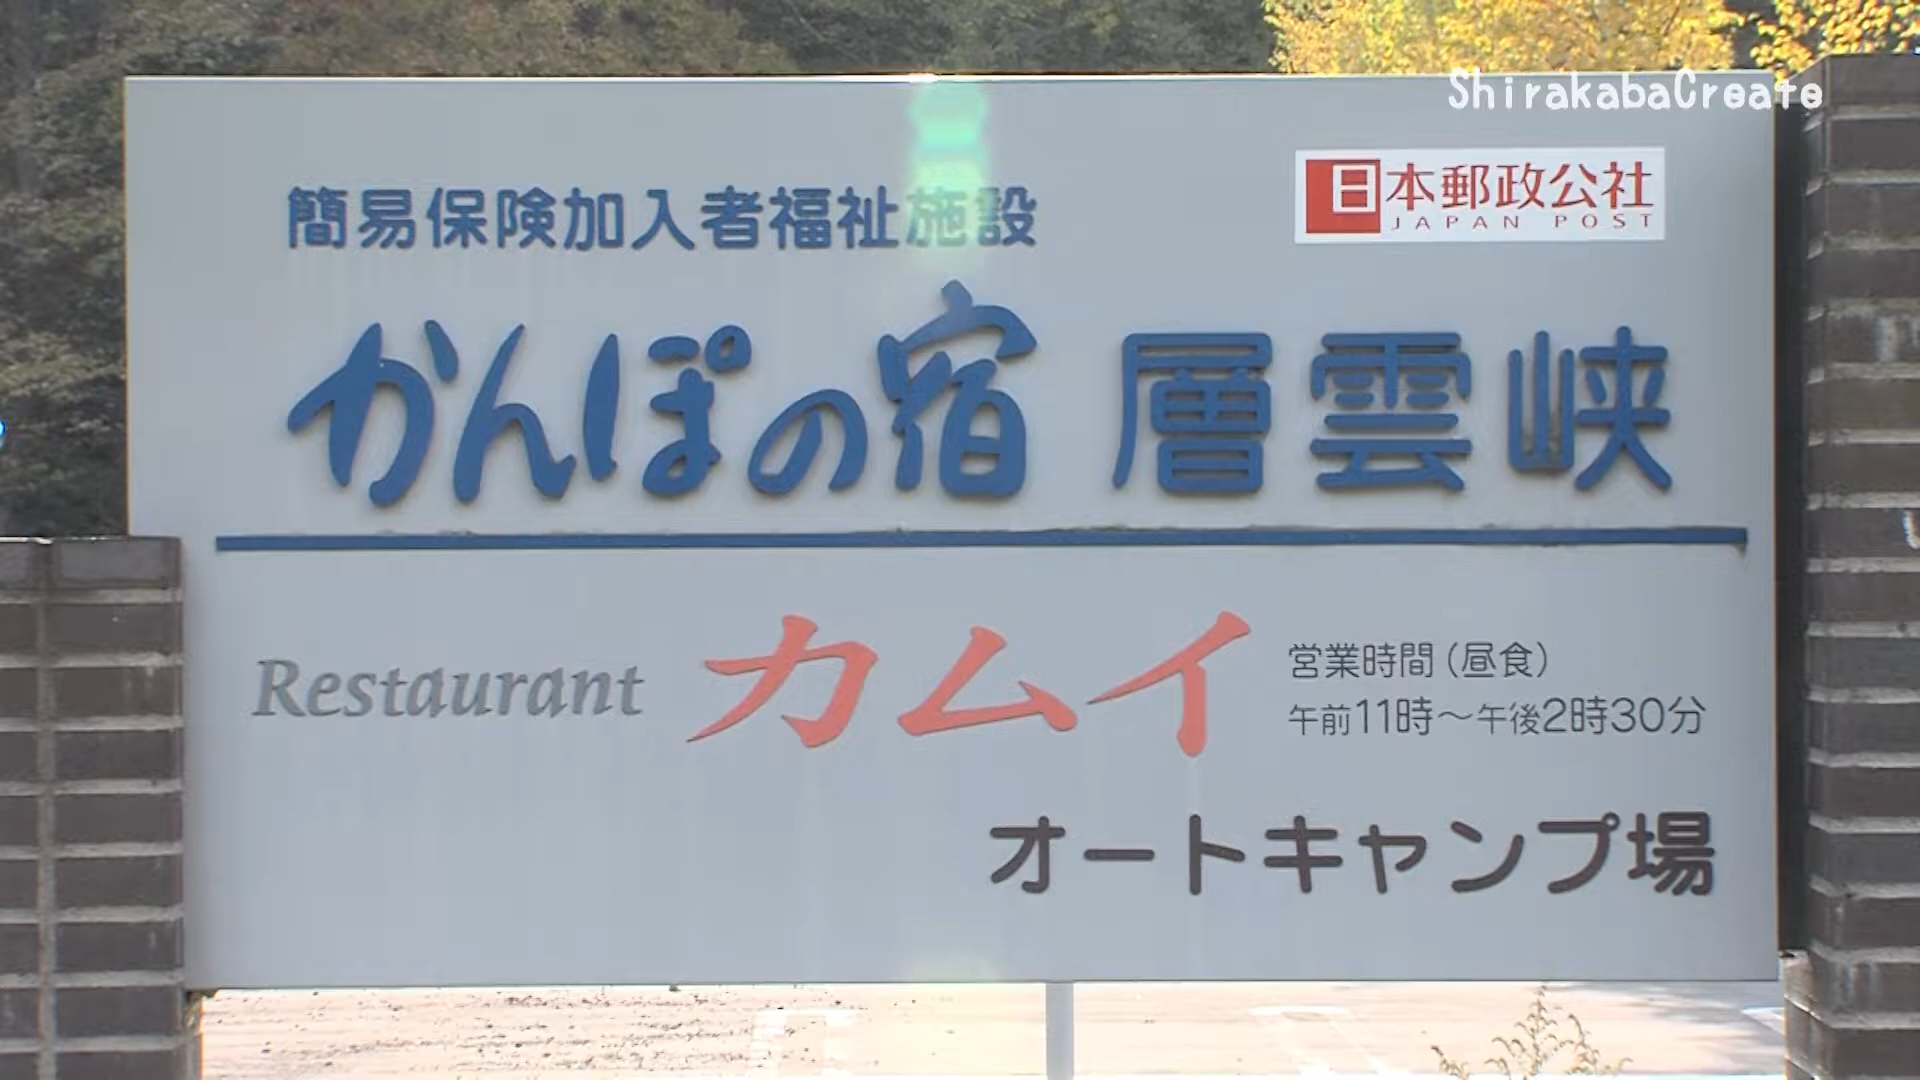 ShirakabaCreate
日本郵政公社
JAPAN POST
簡易保険加入者福祉施設
かんぽの宿 層雲峡
Restaurant カムイ
営業時間(昼食)
午前11時～午後2時30分
オートキャンプ場